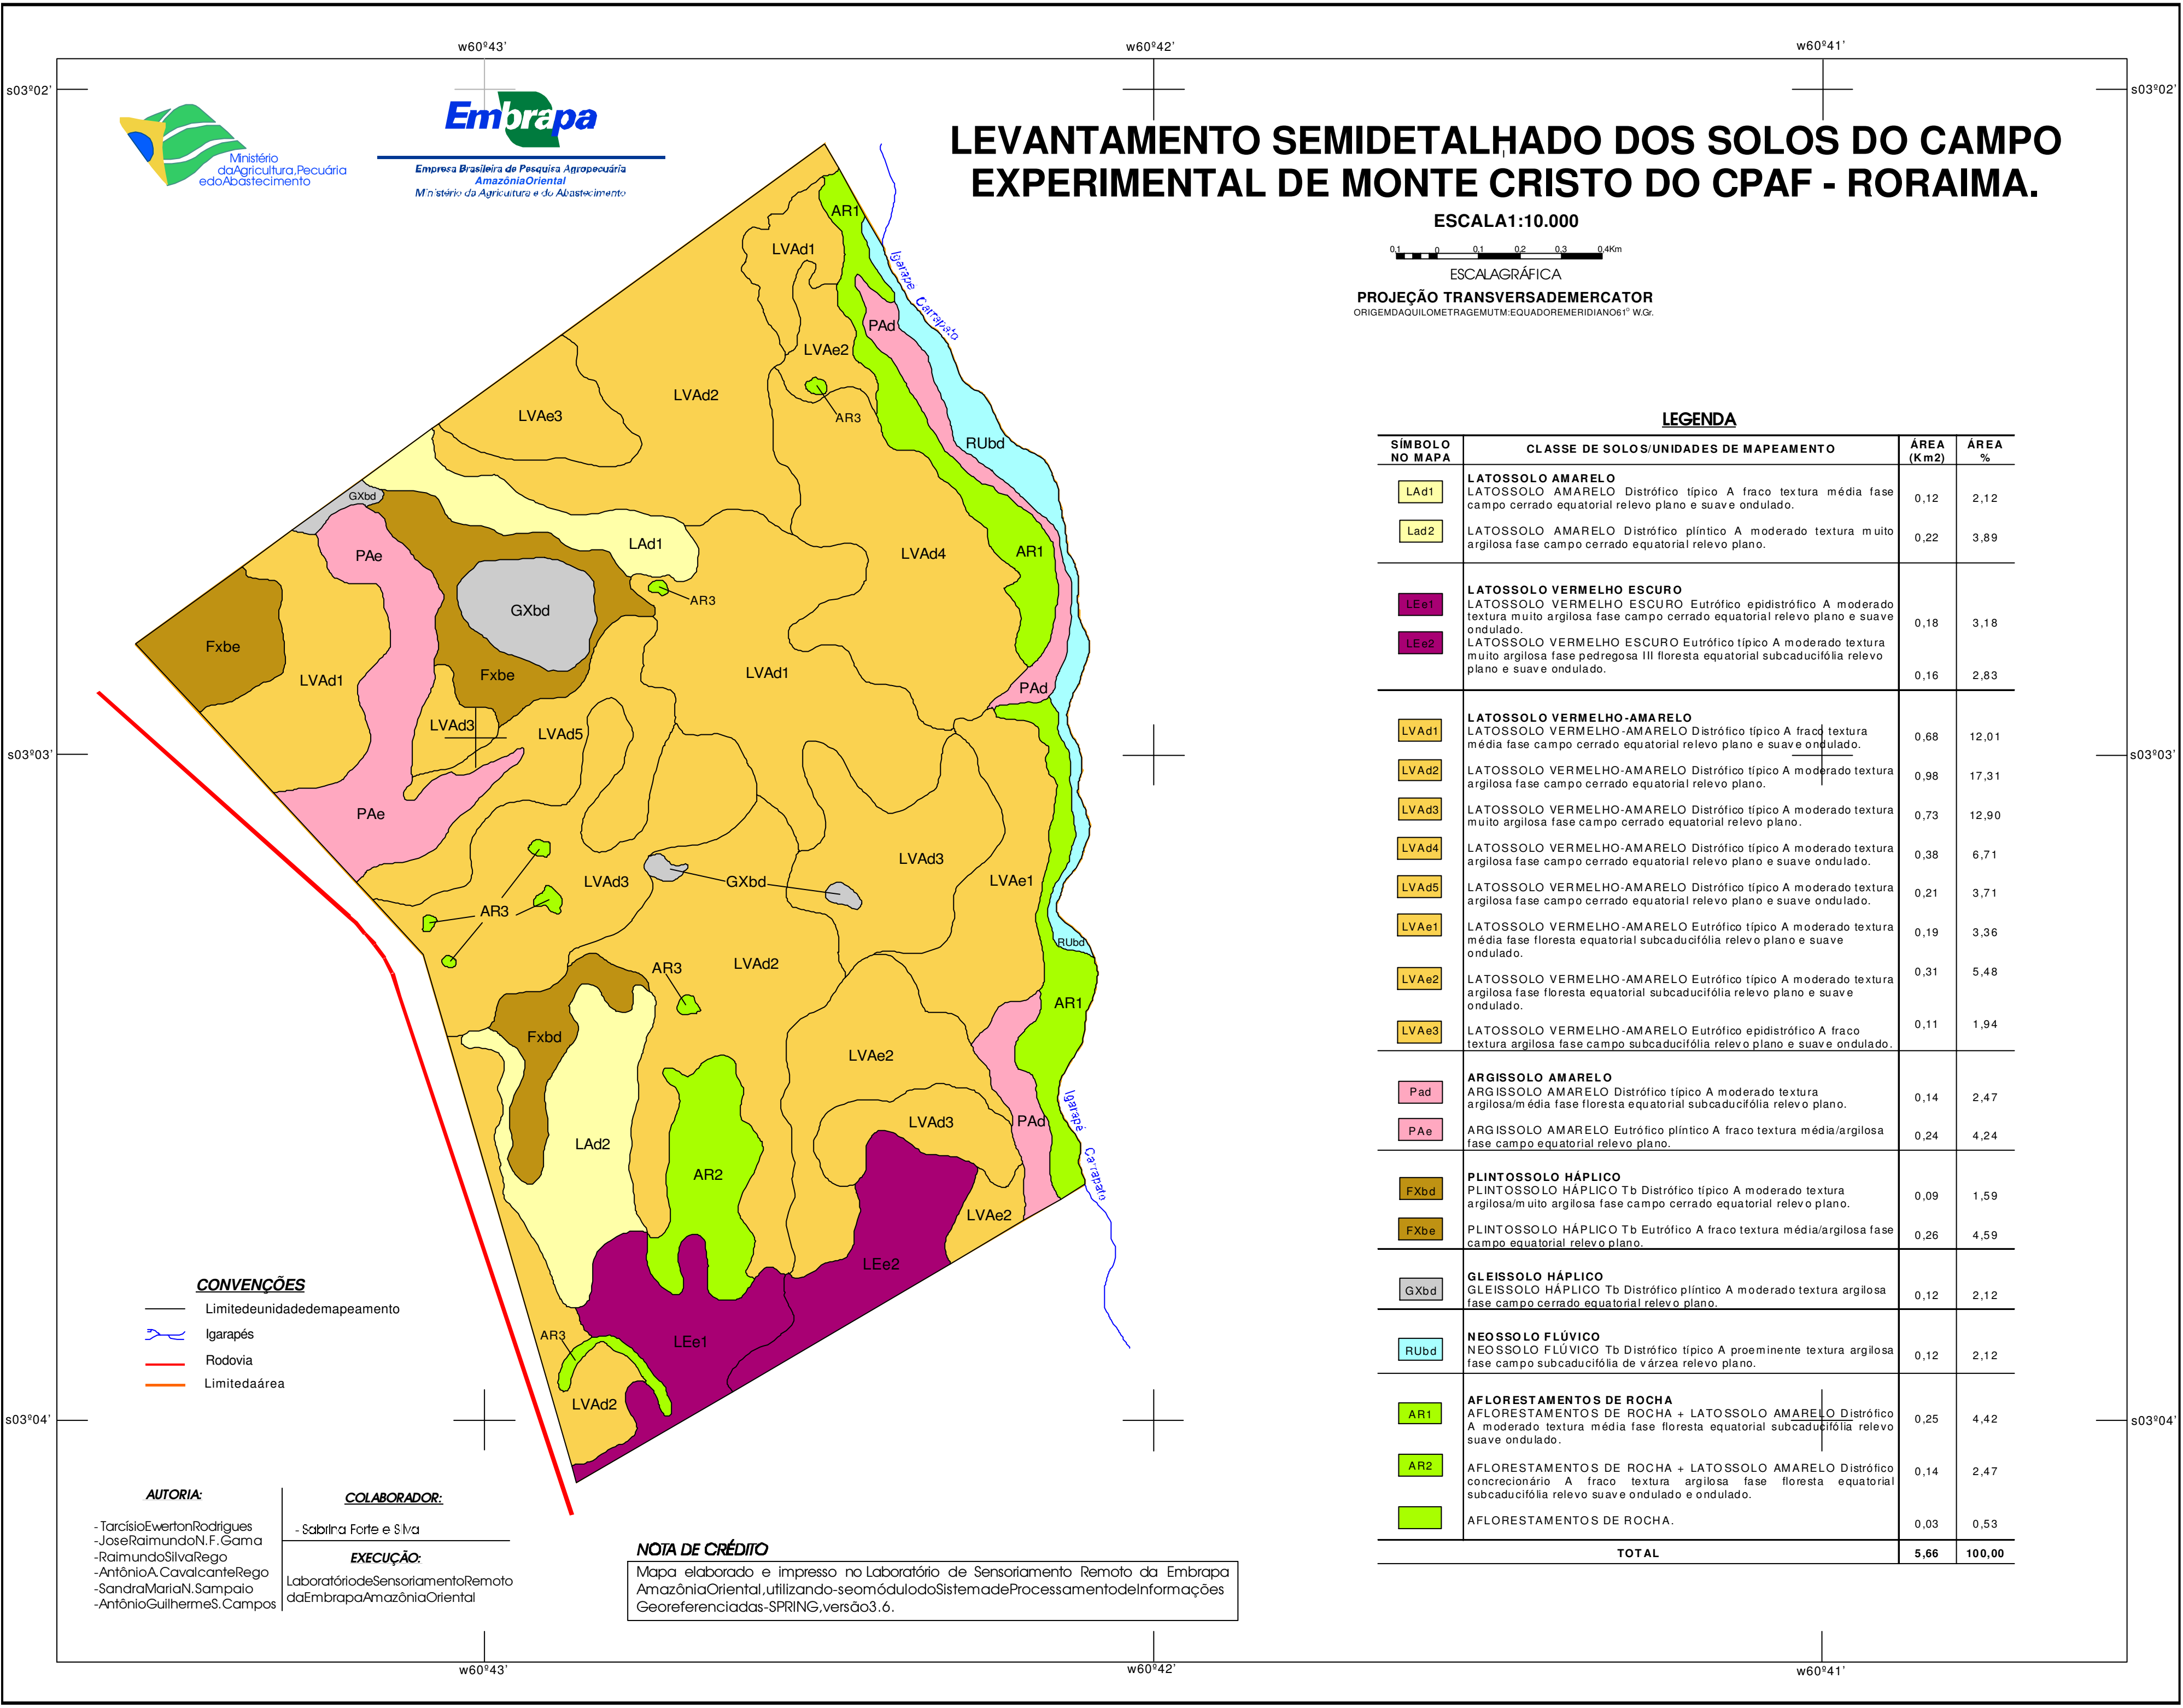 w60º43'
w60º42'
w60º41'
s03º02'
s03º02'
Ministério
daAgricultura,Pecuária
edoAbastecimento
Embrapa
Empresa Brasileira de Pesquisa Agropecuária
AmazôniaOriental
Ministério da Agricultura e do Abastecimento
LEVANTAMENTO SEMIDETALHADO DOS SOLOS DO CAMPO
EXPERIMENTAL DE MONTE CRISTO DO CPAF - RORAIMA.
ESCALA1:10.000
0,1 0 0,1 0,2 0,3 0,4Km
ESCALAGRÁFICA
PROJEÇÃO TRANSVERSADEMERCATOR
ORIGEMDAQUILOMETRAGEMUTM:EQUADOREMERIDIANO61º W.Gr.
AR1
LVAd1
Igarapé Carrapato
PAd
LVAe2
LVAd2
LVAe3
AR3
RUbd
GXbd
LAd1
LVAd4
AR1
PAe
AR3
GXbd
Fxbe
LVAd1
Fxbe
LVAd1
PAd
LVAd3
LVAd5
s03º03'
s03º03'
PAe
LVAd3
LVAd3
GXbd
LVAe1
AR3
RUbd
LVAd2
AR3
AR1
Fxbd
LVAe2
Igarapé Carrapato
LAd2
AR2
LVAd3
PAd
LVAe2
LEe2
AR3
LEe1
LVAd2
s03º04'
s03º04'
LEGENDA
SÍMBOLO NO MAPA
CLASSE DE SOLOS/UNIDADES DE MAPEAMENTO
ÁREA (Km2)
ÁREA %
LATOSSOLO AMARELO
LAd1
LATOSSOLO AMARELO Distrófico típico A fraco textura média fase
campo cerrado equatorial relevo plano e suave ondulado.
0,12 2,12
Lad2
LATOSSOLO AMARELO Distrófico plíntico A moderado textura muito
argilosa fase campo cerrado equatorial relevo plano.
0,22 3,89
LATOSSOLO VERMELHO ESCURO
LEe1
LATOSSOLO VERMELHO ESCURO Eutrófico epidistrófico A moderado
textura muito argilosa fase campo cerrado equatorial relevo plano e suave
ondulado.
0,18 3,18
LEe2
LATOSSOLO VERMELHO ESCURO Eutrófico típico A moderado textura
muito argilosa fase pedregosa III floresta equatorial subcaducifólia relevo
plano e suave ondulado.
0,16 2,83
LATOSSOLO VERMELHO-AMARELO
LVAd1
LATOSSOLO VERMELHO-AMARELO Distrófico típico A fraco textura
média fase campo cerrado equatorial relevo plano e suave ondulado.
0,68 12,01
LVAd2
LATOSSOLO VERMELHO-AMARELO Distrófico típico A moderado textura
argilosa fase campo cerrado equatorial relevo plano.
0,98 17,31
LVAd3
LATOSSOLO VERMELHO-AMARELO Distrófico típico A moderado textura
muito argilosa fase campo cerrado equatorial relevo plano.
0,73 12,90
LVAd4
LATOSSOLO VERMELHO-AMARELO Distrófico típico A moderado textura
argilosa fase campo cerrado equatorial relevo plano e suave ondulado.
0,38 6,71
LVAd5
LATOSSOLO VERMELHO-AMARELO Distrófico típico A moderado textura
argilosa fase campo cerrado equatorial relevo plano e suave ondulado.
0,21 3,71
LVAe1
LATOSSOLO VERMELHO-AMARELO Eutrófico típico A moderado textura
média fase floresta equatorial subcaducifólia relevo plano e suave
ondulado.
0,19 3,36
LVAe2
LATOSSOLO VERMELHO-AMARELO Eutrófico típico A moderado textura
argilosa fase floresta equatorial subcaducifólia relevo plano e suave
ondulado.
0,31 5,48
LVAe3
LATOSSOLO VERMELHO-AMARELO Eutrófico epidistrófico A fraco
textura argilosa fase campo subcaducifólia relevo plano e suave ondulado.
0,11 1,94
ARGISSOLO AMARELO
Pad
ARGISSOLO AMARELO Distrófico típico A moderado textura
argilosa/média fase floresta equatorial subcaducifólia relevo plano.
0,14 2,47
PAe
ARGISSOLO AMARELO Eutrófico plíntico A fraco textura média/argilosa
fase campo equatorial relevo plano.
0,24 4,24
PLINTOSSOLO HÁPLICO
FXbd
PLINTOSSOLO HÁPLICO Tb Distrófico típico A moderado textura
argilosa/muito argilosa fase campo cerrado equatorial relevo plano.
0,09 1,59
FXbe
PLINTOSSOLO HÁPLICO Tb Eutrófico A fraco textura média/argilosa fase
campo equatorial relevo plano.
0,26 4,59
GLEISSOLO HÁPLICO
GXbd
GLEISSOLO HÁPLICO Tb Distrófico plíntico A moderado textura argilosa
fase campo cerrado equatorial relevo plano.
0,12 2,12
NEOSSOLO FLÚVICO
RUbd
NEOSSOLO FLÚVICO Tb Distrófico típico A proeminente textura argilosa
fase campo subcaducifólia de várzea relevo plano.
0,12 2,12
AFLORESTAMENTOS DE ROCHA
AR1
AFLORESTAMENTOS DE ROCHA + LATOSSOLO AMARELO Distrófico
A moderado textura média fase floresta equatorial subcaducifólia relevo
suave ondulado.
0,25 4,42
AR2
AFLORESTAMENTOS DE ROCHA + LATOSSOLO AMARELO Distrófico
concrecionário A fraco textura argilosa fase floresta equatorial
subcaducifólia relevo suave ondulado e ondulado.
0,14 2,47
AFLORESTAMENTOS DE ROCHA.
0,03 0,53
TOTAL 5,66 100,00
CONVENÇÕES
Limitedeunidadedemapeamento
Igarapés
Rodovia
Limitedaárea
AUTORIA:
-TarcísioEwertonRodrigues
-JoseRaimundoN.F.Gama
-RaimundoSilvaRego
-AntônioA.CavalcanteRego
-SandraMariaN.Sampaio
-AntônioGuilhermeS.Campos
COLABORADOR:
- Sabrina Forte e Silva
EXECUÇÃO:
LaboratóriodeSensoriamentoRemoto
daEmbrapaAmazôniaOriental
NOTA DE CRÉDITO
Mapa elaborado e impresso no Laboratório de Sensoriamento Remoto da Embrapa
AmazôniaOriental,utilizando-seomódulodoSistemadeProcessamentodeInformações
Georeferenciadas-SPRING,versão3.6.
w60º43'
w60º42'
w60º41'